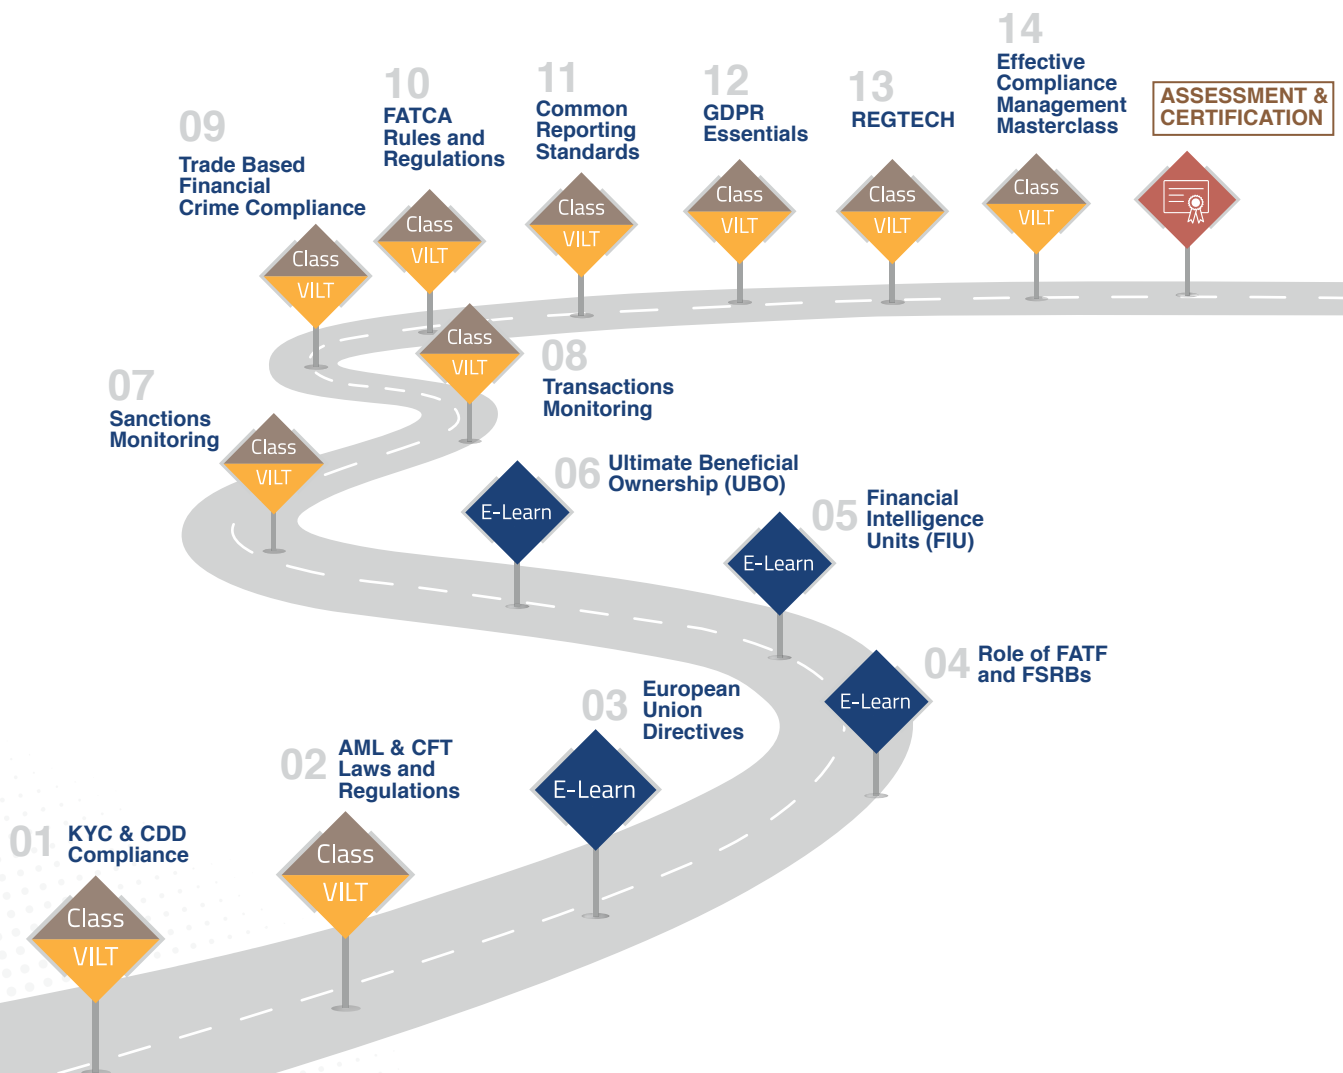 01
KYC & CDD
Compliance
Class
VILT
02
AML & CFT
Laws and
Regulations
Class
VILT
03
European
Union
Directives
E-Learn
04
Role of FATF
and FSRBs
E-Learn
05
Financial
Intelligence
Units (FIU)
E-Learn
06
Ultimate Beneficial
Ownership (UBO)
E-Learn
07
Sanctions
Monitoring
Class
VILT
08
Transactions
Monitoring
Class
VILT
09
Trade Based
Financial
Crime Compliance
Class
VILT
10
FATCA
Rules and
Regulations
Class
VILT
11
Common
Reporting
Standards
Class
VILT
12
GDPR
Essentials
Class
VILT
13
REGTECH
Class
VILT
14
Effective
Compliance
Management
Masterclass
Class
VILT
ASSESSMENT &
CERTIFICATION